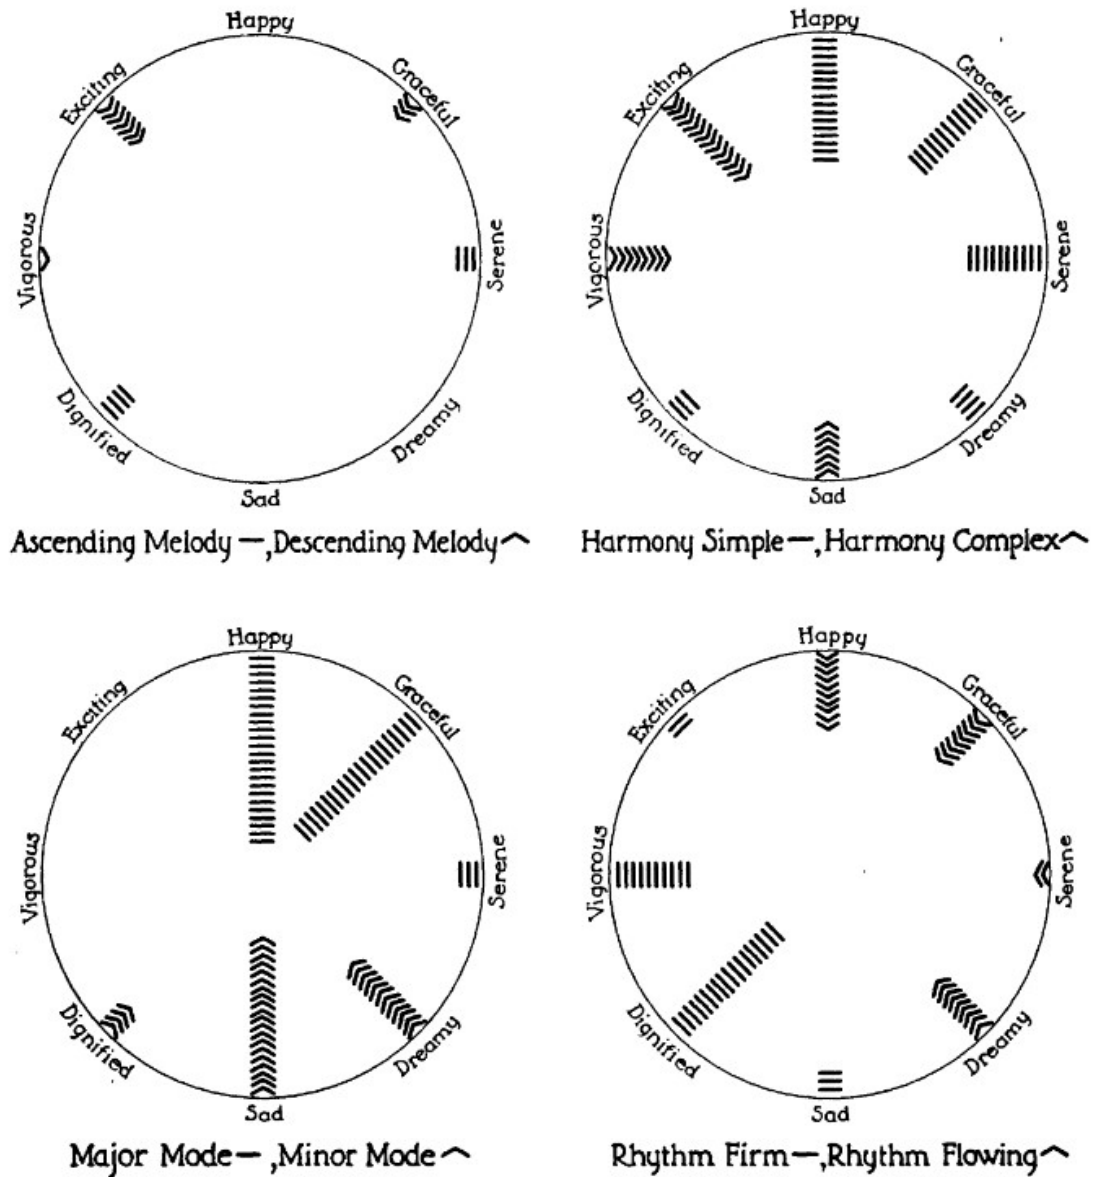 Happy
Exciting
Graceful
Vigorous
Serene
Dignified
Dreamy
Sad
Ascending Melody —, Descending Melody ^
Happy
Exciting
Graceful
Vigorous
Serene
Dignified
Dreamy
Sad
Harmony Simple —, Harmony Complex ^
Happy
Exciting
Graceful
Vigorous
Serene
Dignified
Dreamy
Sad
Major Mode — , Minor Mode ^
Happy
Exciting
Graceful
Vigorous
Serene
Dignified
Dreamy
Sad
Rhythm Firm —, Rhythm Flowing ^